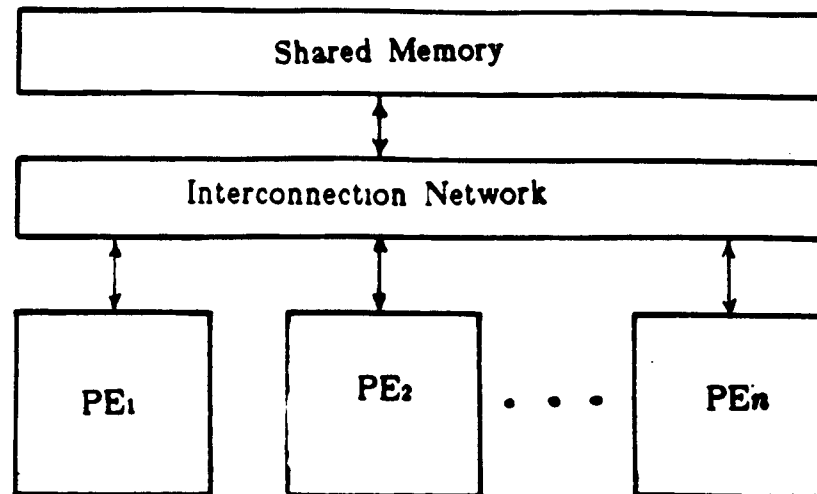 Shared Memory
Interconnection Network
PE₁ PE₂ • • • PEn